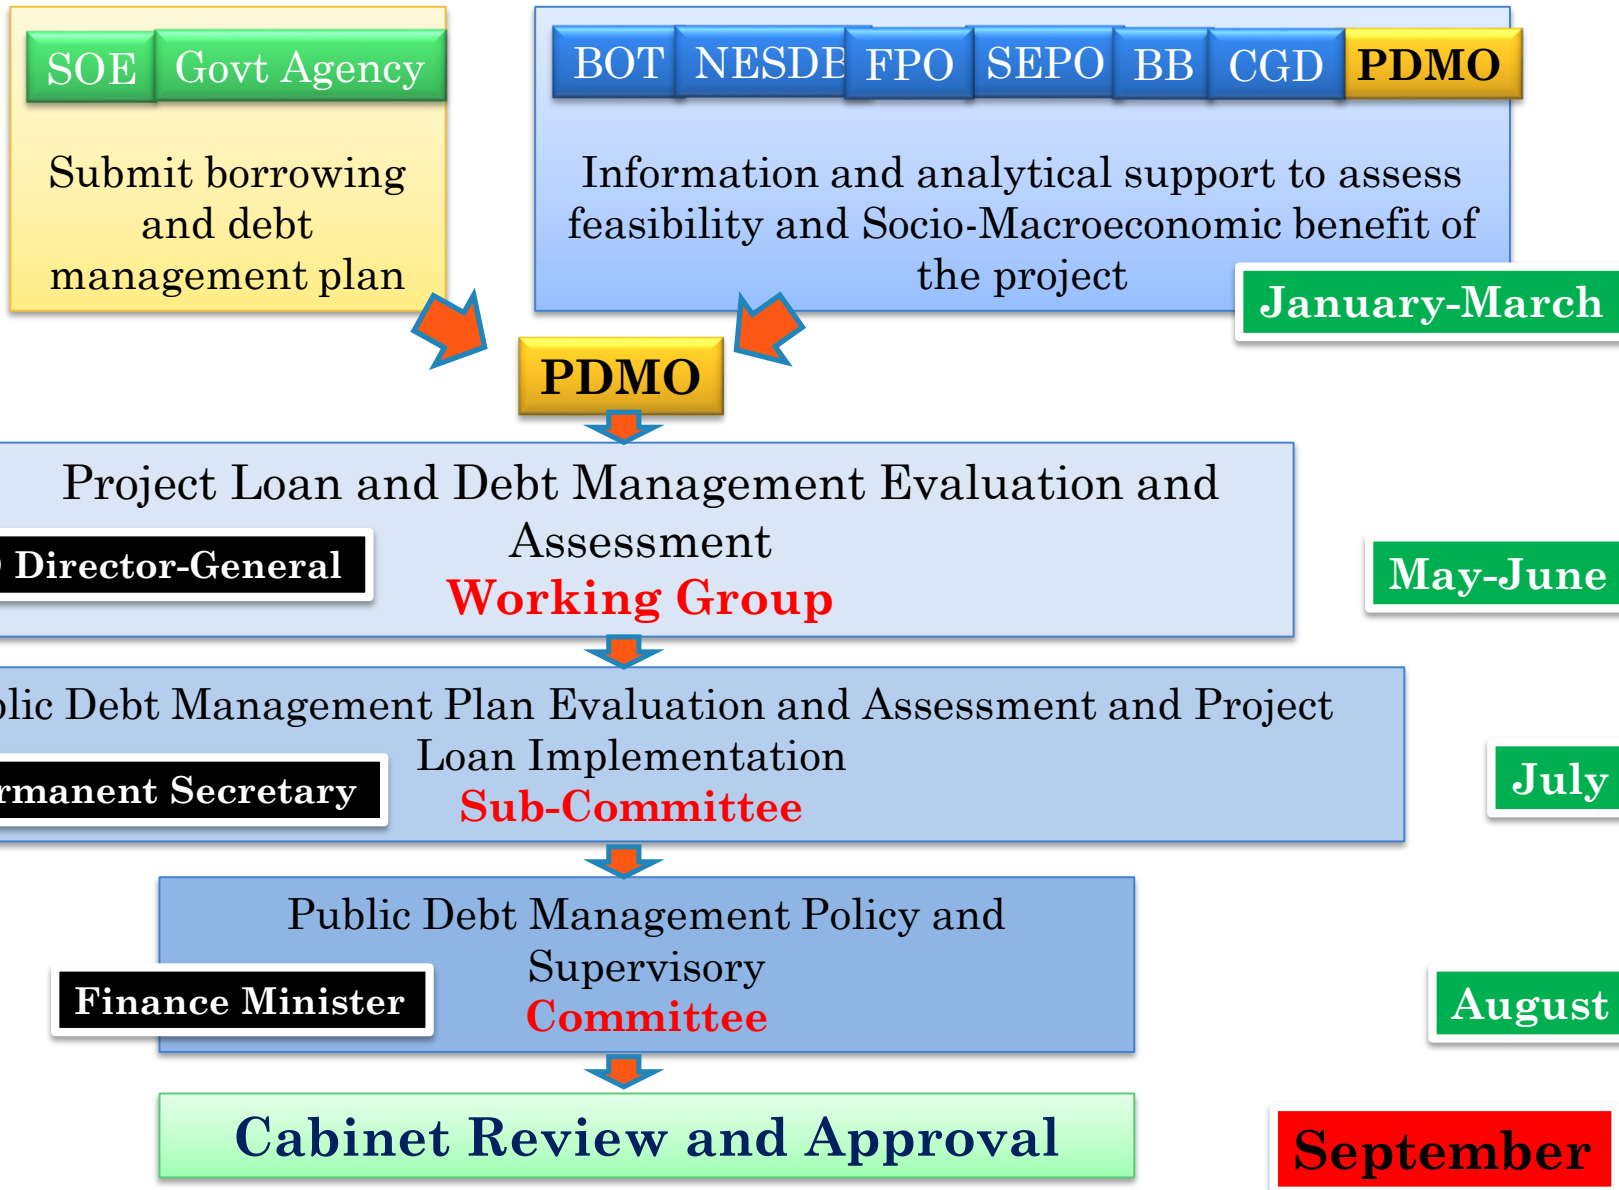 SOE Govt Agency
Submit borrowing
and debt
management plan
BOT NESDB FPO SEPO BB CGD PDMO
Information and analytical support to assess
feasibility and Socio-Macroeconomic benefit of
the project
January-March
PDMO
Project Loan and Debt Management Evaluation and
Assessment
Working Group
Director-General
May-June
Debt Management Plan Evaluation and Assessment and Project
Loan Implementation
Sub-Committee
Secretary
July
Public Debt Management Policy and
Supervisory
Committee
Finance Minister
August
Cabinet Review and Approval
September